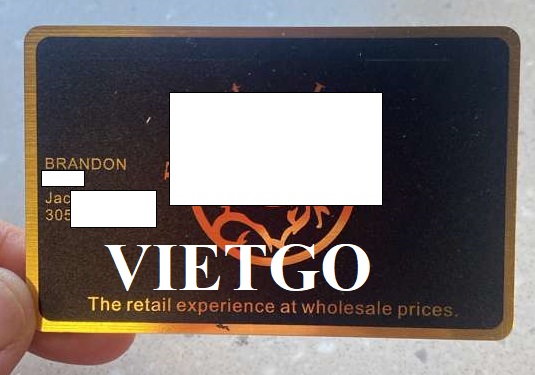 BRANDON
Jac
305
VIETGO
The retail experience at wholesale prices.